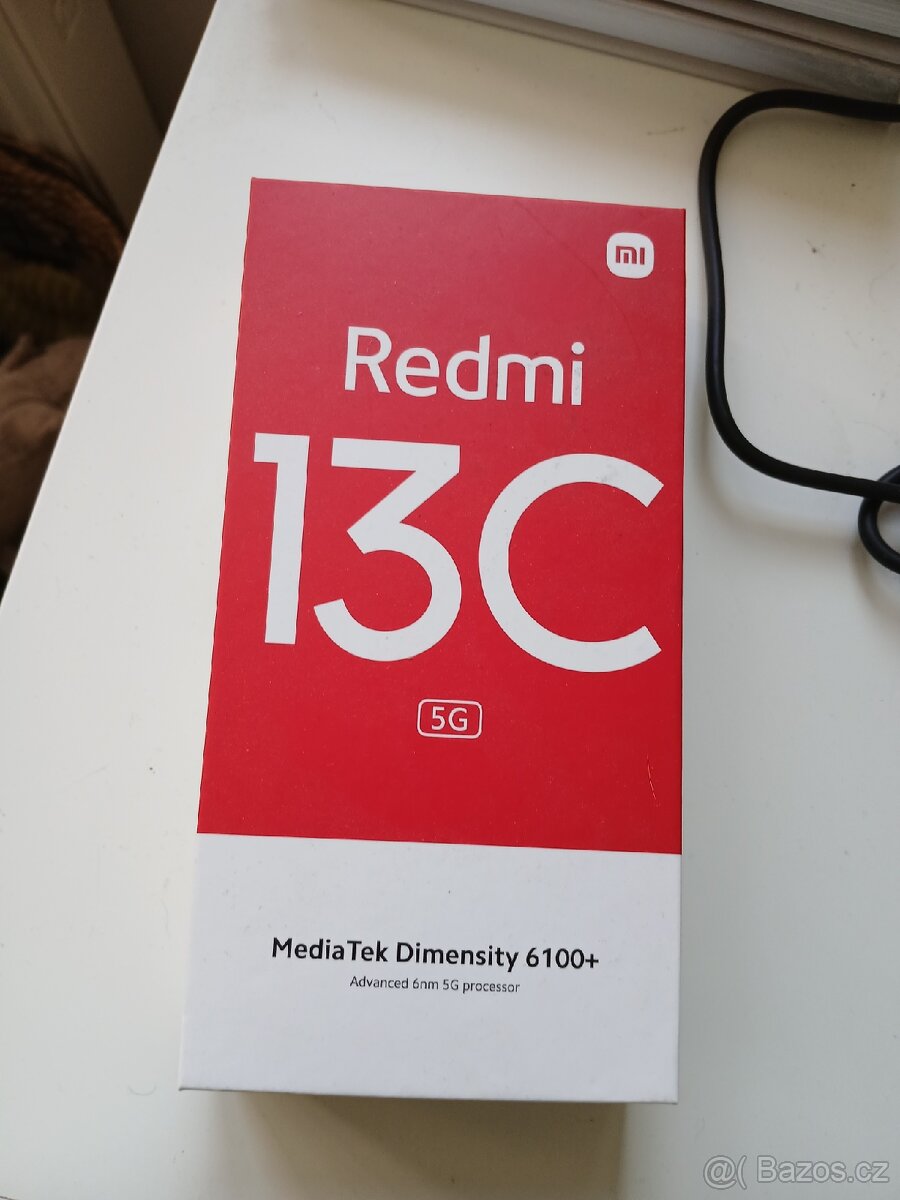 mi
Redmi
13C
5G
MediaTek Dimensity 6100+
Advanced 6nm 5G processor
@( Bazos.cz